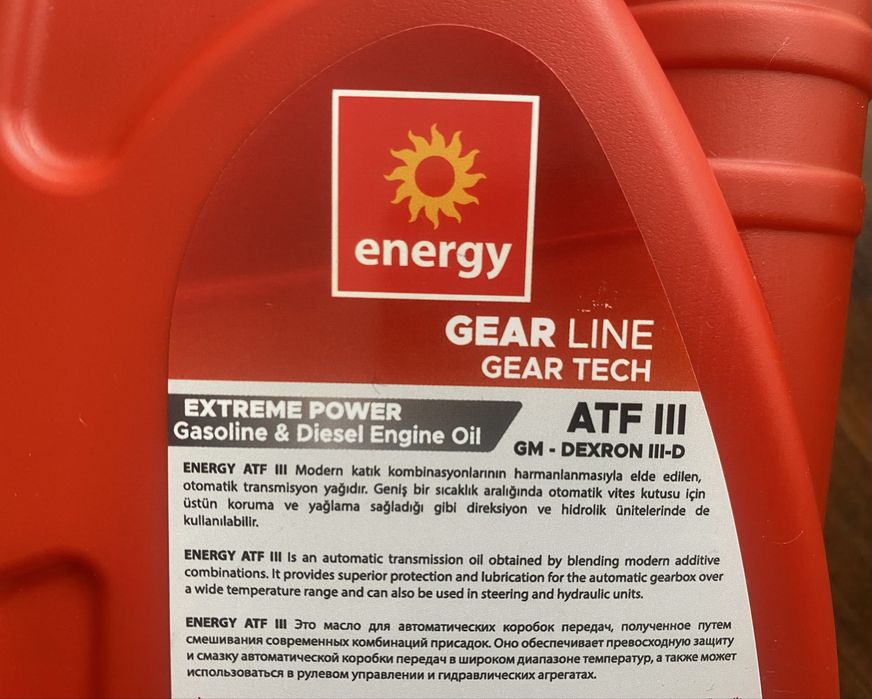 energy
GEAR LINE
GEAR TECH
EXTREME POWER
Gasoline & Diesel Engine Oil
ATF III
GM - DEXRON III-D
ENERGY ATF III Modern katık kombinasyonlarının harmanlanmasıyla elde edilen,
otomatik transmisyon yağıdır. Geniş bir sıcaklık aralığında otomatik vites kutusu için
üstün koruma ve yağlama sağladığı gibi direksiyon ve hidrolik ünitelerinde de
kullanılabilir.
ENERGY ATF III Is an automatic transmission oil obtained by blending modern additive
combinations. It provides superior protection and lubrication for the automatic gearbox over
a wide temperature range and can also be used in steering and hydraulic units.
ENERGY ATF III Это масло для автоматических коробок передач, полученное путем
смешивания современных комбинаций присадок. Оно обеспечивает превосходную защиту
и смазку автоматической коробки передач в широком диапазоне температур, а также может
использоваться в рулевом управлении и гидравлических агрегатах.